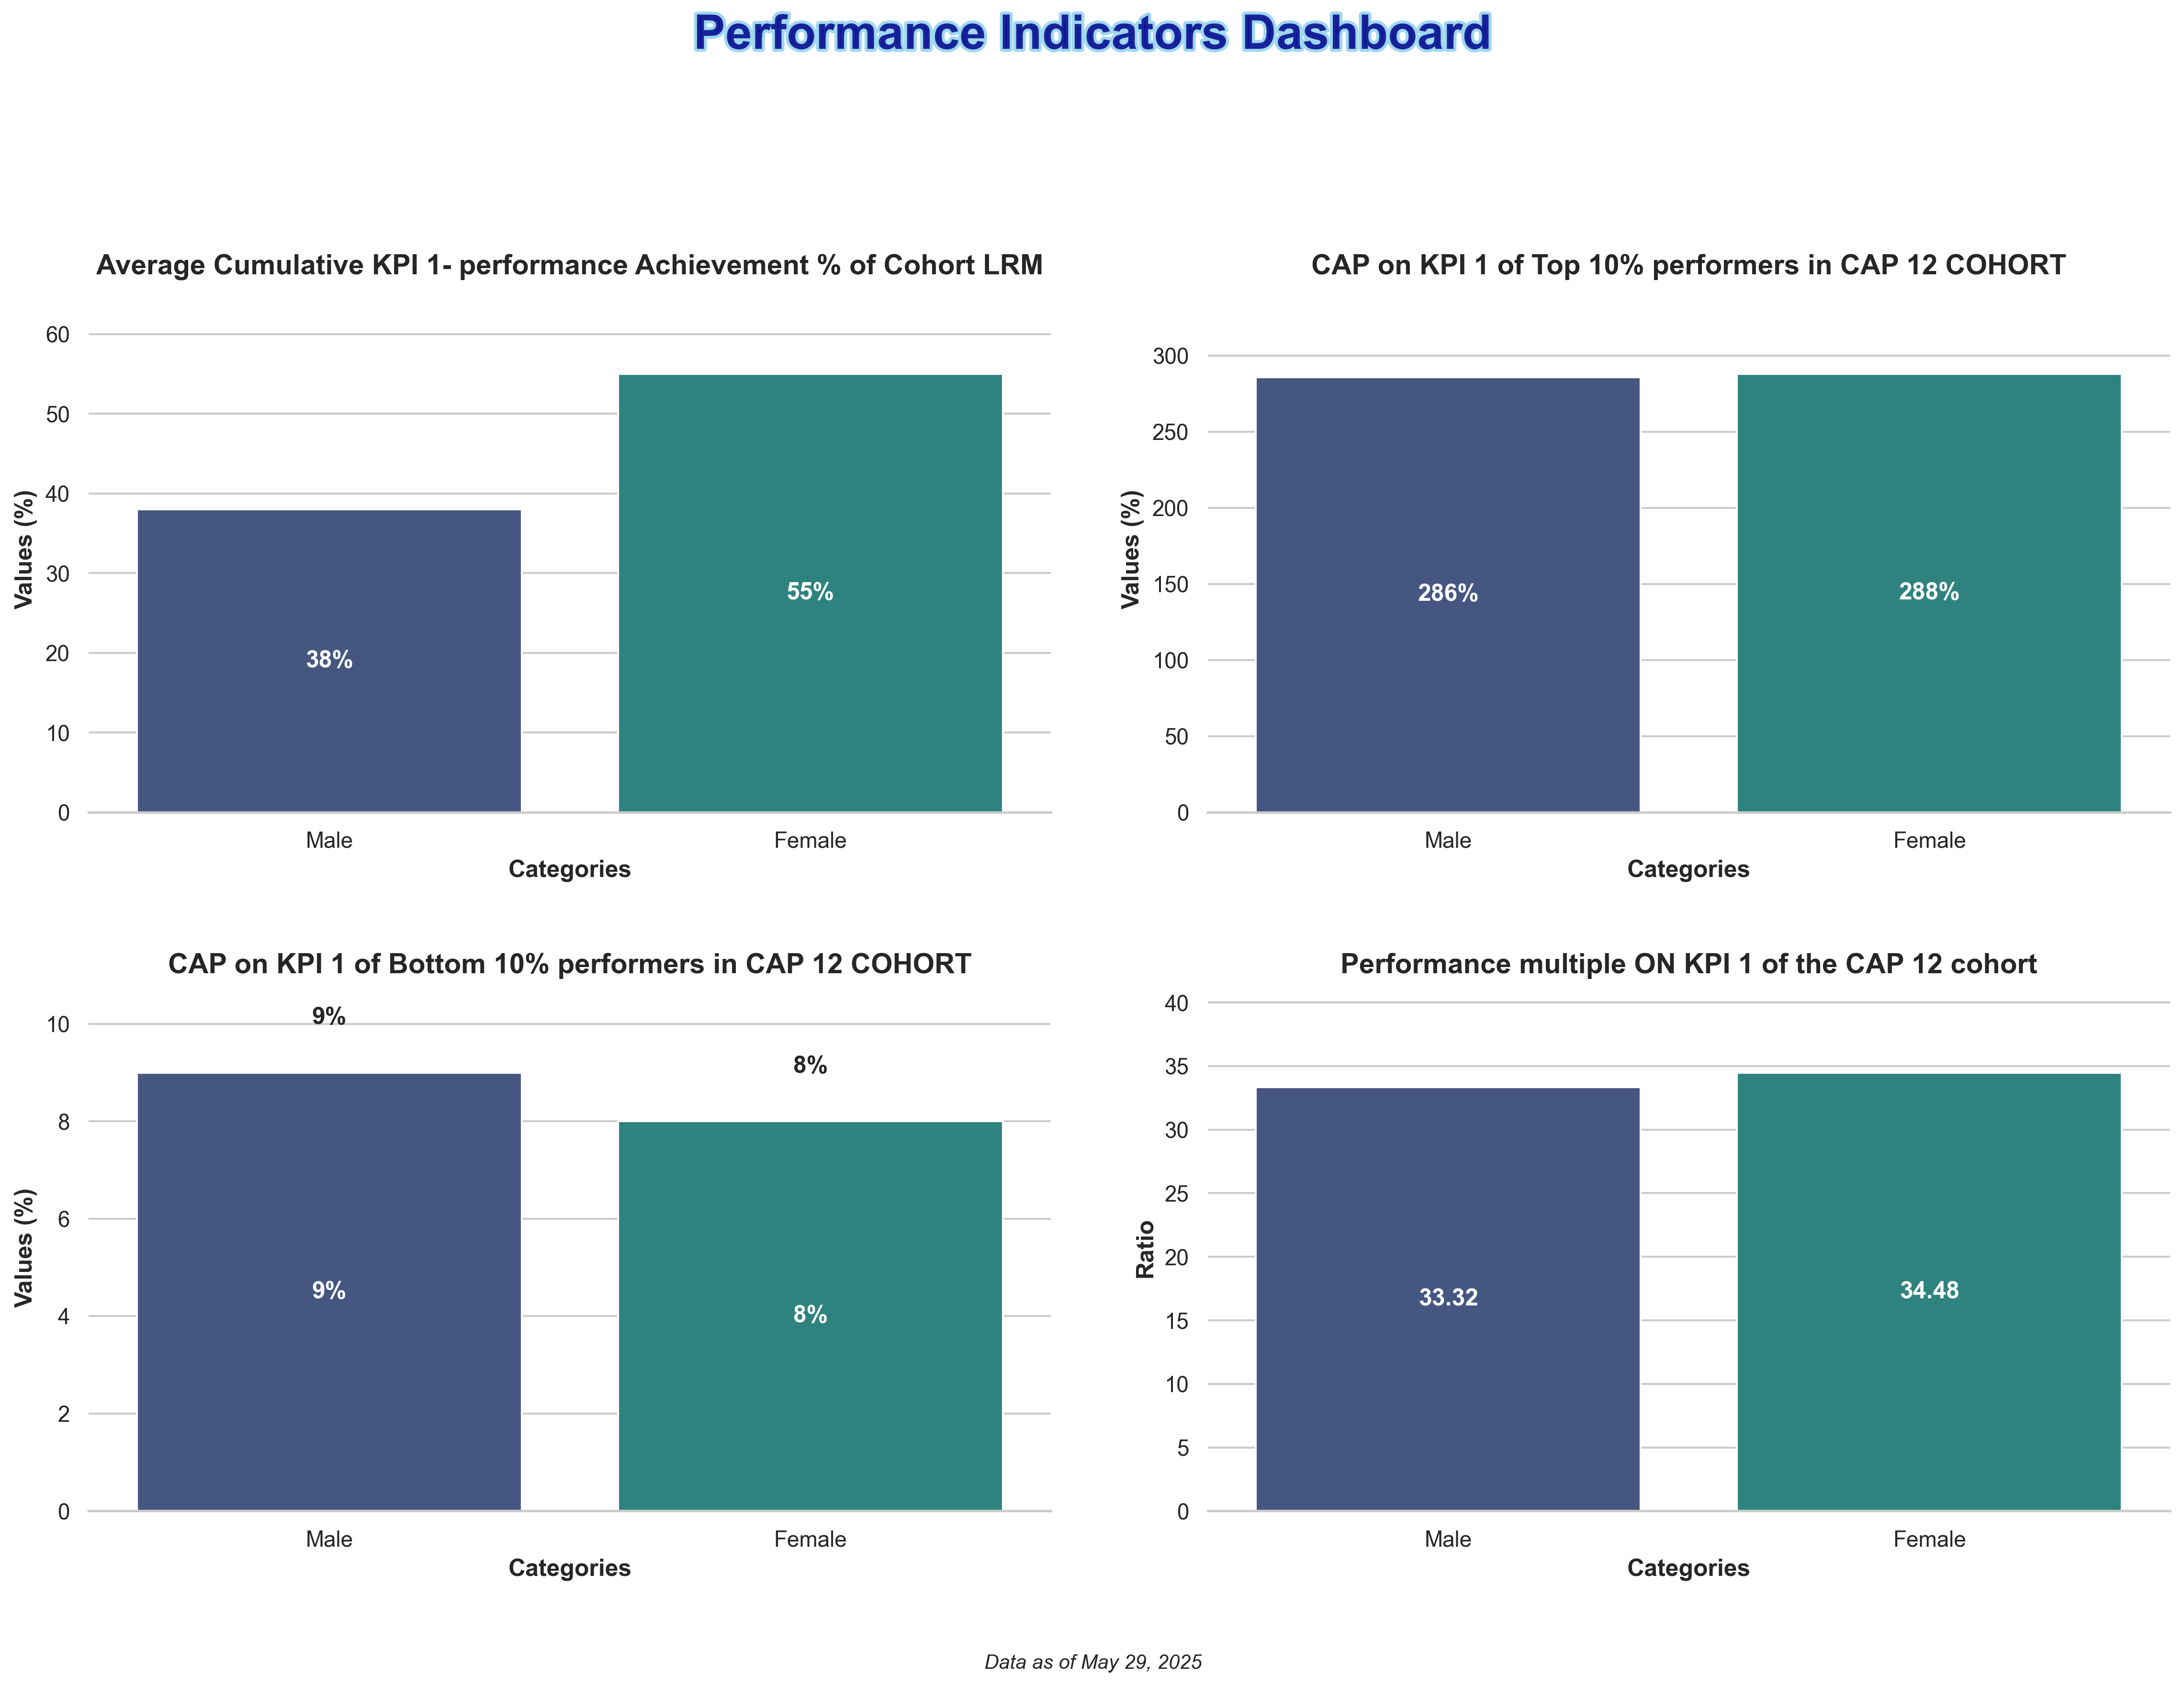 Performance Indicators Dashboard
Average Cumulative KPI 1- performance Achievement % of Cohort LRM
60
50
40
30
20
10
0
Values (%)
38%
55%
Male
Female
Categories
CAP on KPI 1 of Top 10% performers in CAP 12 COHORT
300
250
200
150
100
50
0
Values (%)
286%
288%
Male
Female
Categories
CAP on KPI 1 of Bottom 10% performers in CAP 12 COHORT
10
8
6
4
2
0
Values (%)
9%
8%
9%
8%
Male
Female
Categories
Performance multiple ON KPI 1 of the CAP 12 cohort
40
35
30
25
20
15
10
5
0
Ratio
33.32
34.48
Male
Female
Categories
Data as of May 29, 2025